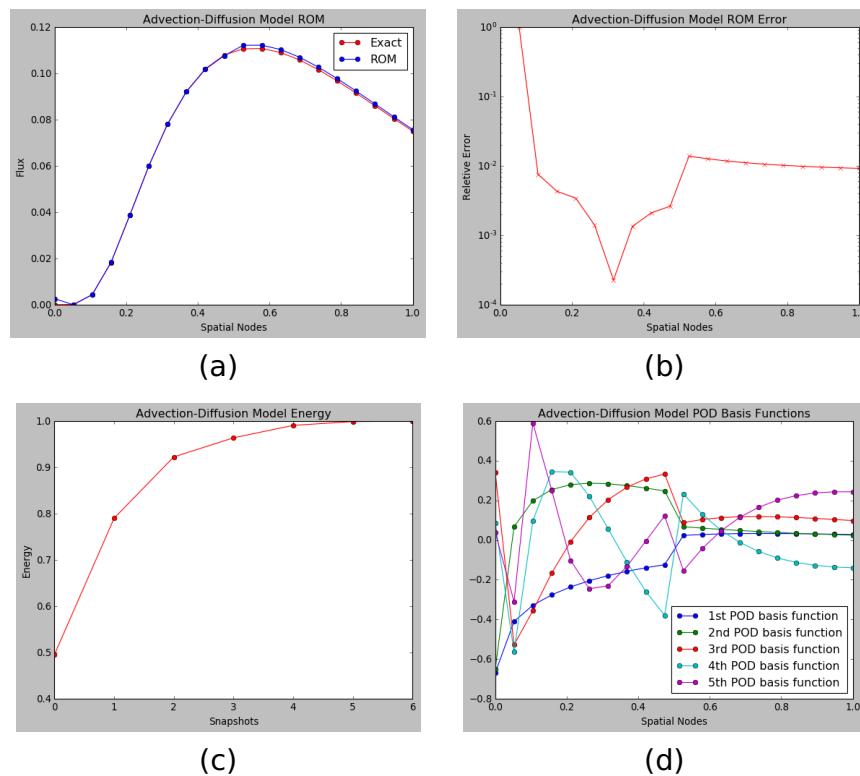 Advection-Diffusion Model ROM
0.12
0.10
0.08
0.06
0.04
0.02
0.00
Flux
0.0 0.2 0.4 0.6 0.8 1.0
Spatial Nodes
Exact
ROM
(a)
Advection-Diffusion Model ROM Error
10^0
10^-1
10^-2
10^-3
10^-4
Reletive Error
0.0 0.2 0.4 0.6 0.8 1.
Spatial Nodes
(b)
Advection-Diffusion Model Energy
1.0
0.9
0.8
0.7
0.6
0.5
0.4
Energy
0 1 2 3 4 5 6
Snapshots
(c)
Advection-Diffusion Model POD Basis Functions
0.6
0.4
0.2
0.0
−0.2
−0.4
−0.6
−0.8
0.0 0.2 0.4 0.6 0.8 1.0
Spatial Nodes
1st POD basis function
2nd POD basis function
3rd POD basis function
4th POD basis function
5th POD basis function
(d)